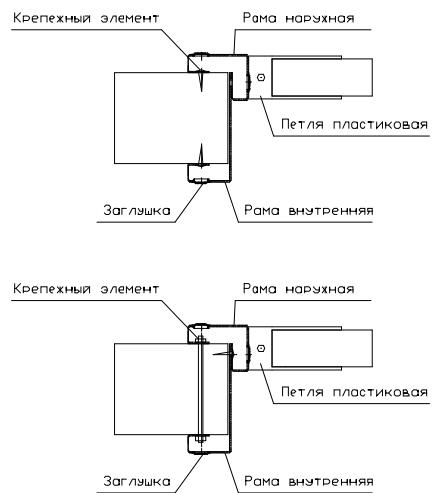 Крепежный элемент
Рама наружная
Петля пластиковая
Заглушка
Рама внутренняя
Крепежный элемент
Рама наружная
Петля пластиковая
Заглушка
Рама внутренняя